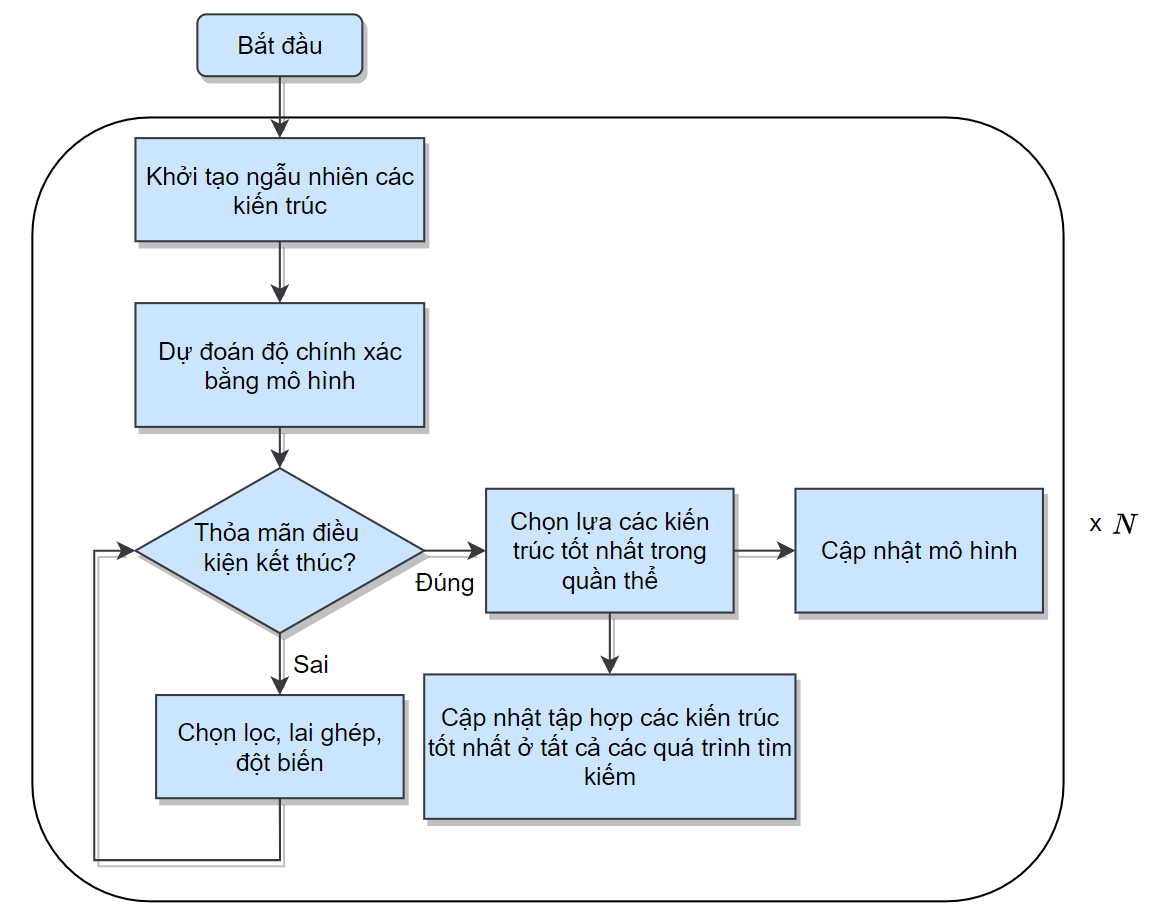 Bắt đầu
Khởi tạo ngẫu nhiên các
kiến trúc
Dự đoán độ chính xác
bằng mô hình
Thỏa mãn điều
kiện kết thúc?
Đúng
Chọn lựa các kiến
trúc tốt nhất trong
quần thể
Cập nhật mô hình
x N
Sai
Chọn lọc, lai ghép,
đột biến
Cập nhật tập hợp các kiến trúc
tốt nhất ở tất cả các quá trình tìm
kiếm